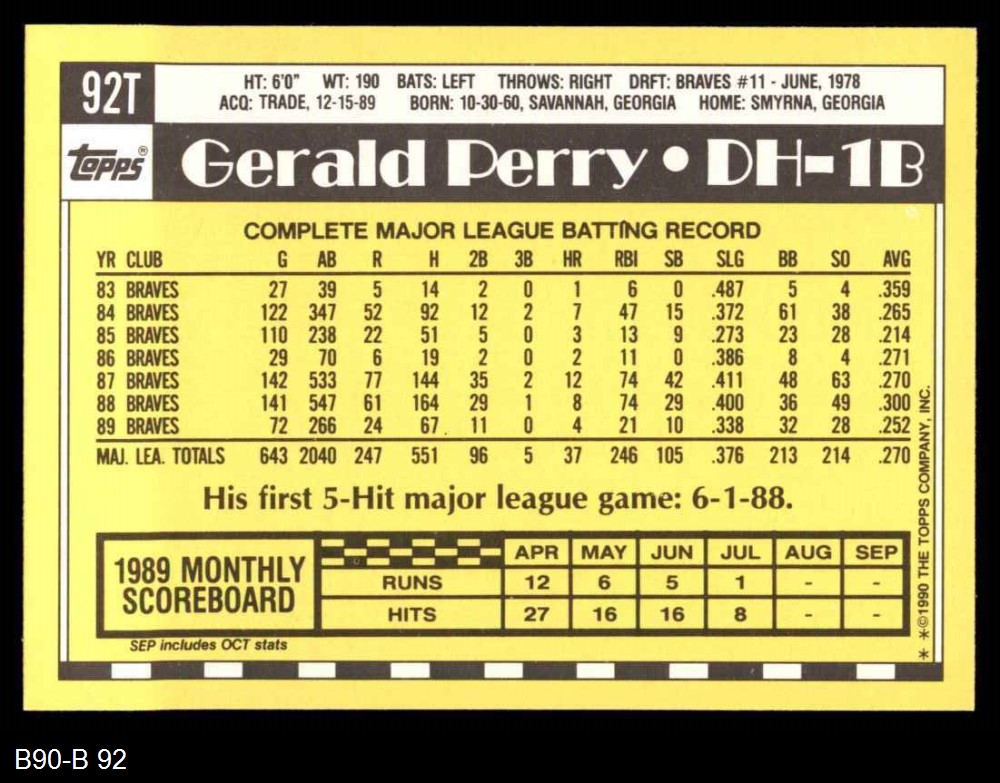 92T
HT: 6'0" WT: 190 BATS: LEFT THROWS: RIGHT DRFT: BRAVES #11 - JUNE, 1978
ACQ: TRADE, 12-15-89 BORN: 10-30-60, SAVANNAH, GEORGIA HOME: SMYRNA, GEORGIA
TOPPS®
Gerald Perry • DH-1B
COMPLETE MAJOR LEAGUE BATTING RECORD
YR CLUB G AB R H 2B 3B HR RBI SB SLG BB SO AVG
83 BRAVES 27 39 5 14 2 0 1 6 0 .487 5 4 .359
84 BRAVES 122 347 52 92 12 2 7 47 15 .372 61 38 .265
85 BRAVES 110 238 22 51 5 0 3 13 9 .273 23 28 .214
86 BRAVES 29 70 6 19 2 0 2 11 0 .386 8 4 .271
87 BRAVES 142 533 77 144 35 2 12 74 42 .411 48 63 .270
88 BRAVES 141 547 61 164 29 1 8 74 29 .400 36 49 .300
89 BRAVES 72 266 24 67 11 0 4 21 10 .338 32 28 .252
MAJ. LEA. TOTALS 643 2040 247 551 96 5 37 246 105 .376 213 214 .270
His first 5-Hit major league game: 6-1-88.
1989 MONTHLY
SCOREBOARD
APR MAY JUN JUL AUG SEP
RUNS 12 6 5 1 - -
HITS 27 16 16 8 - -
SEP includes OCT stats
* *©1990 THE TOPPS COMPANY, INC.
B90-B 92